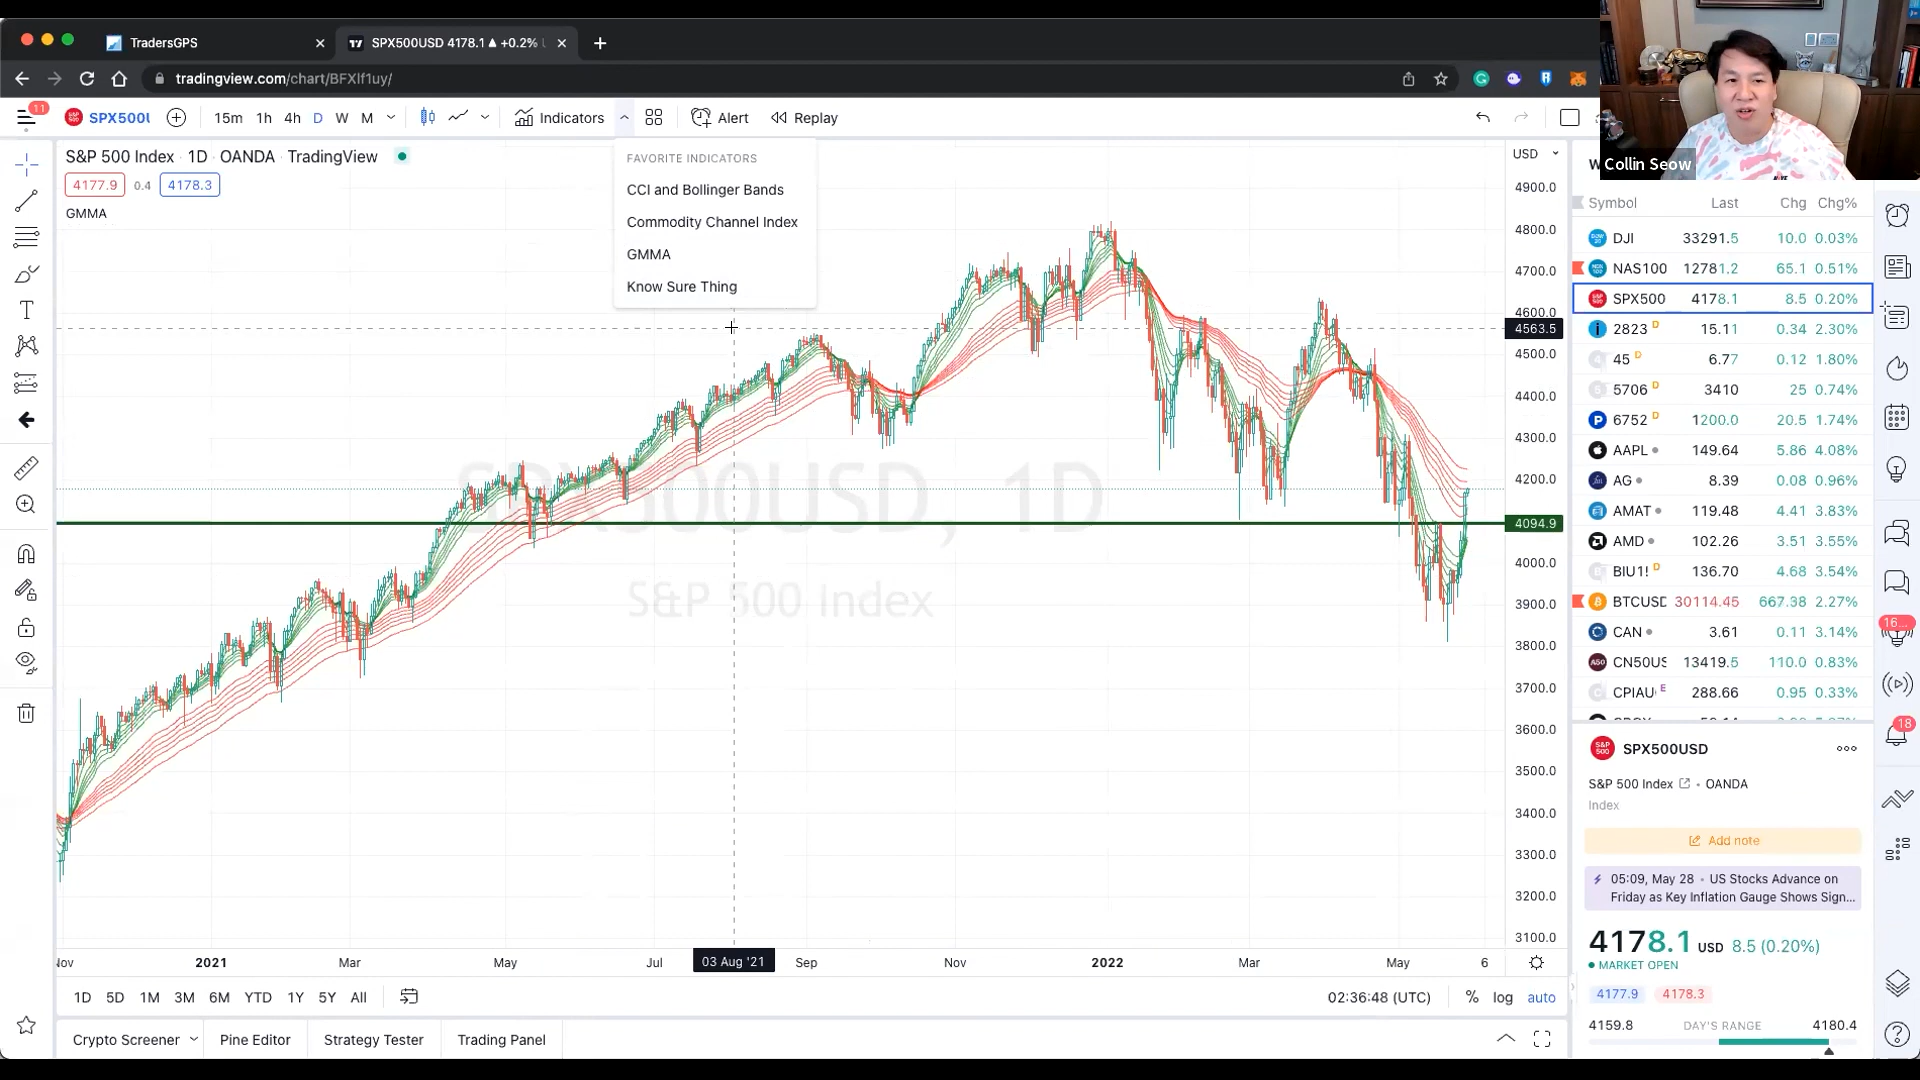 TradersGPS
SPX500USD 4178.1 ▲ +0.2%
tradingview.com/chart/BFXlf1uy/
Collin Seow
11
SPX500U
15m 1h 4h D W M
Indicators
Alert
Replay
S&P 500 Index · 1D · OANDA · TradingView
4177.9 0.4 4178.3
GMMA
FAVORITE INDICATORS
CCI and Bollinger Bands
Commodity Channel Index
GMMA
Know Sure Thing
SPX500USD, 1D
S&P 500 Index
USD
4900.0
4800.0
4700.0
4600.0
4563.5
4500.0
4400.0
4300.0
4200.0
4094.9
4000.0
3900.0
3800.0
3700.0
3600.0
3500.0
3400.0
3300.0
3200.0
3100.0
Nov 2021 Mar May Jul 03 Aug '21 Sep Nov 2022 Mar May 6
1D 5D 1M 3M 6M YTD 1Y 5Y All
02:36:48 (UTC) % log auto
Crypto Screener Pine Editor Strategy Tester Trading Panel
W
Symbol Last Chg Chg%
DJI 33291.5 10.0 0.03%
NAS100 12781.2 65.1 0.51%
SPX500 4178.1 8.5 0.20%
2823 D 15.11 0.34 2.30%
45 D 6.77 0.12 1.80%
5706 D 3410 25 0.74%
6752 D 1200.0 20.5 1.74%
AAPL 149.64 5.86 4.08%
AG 8.39 0.08 0.96%
AMAT 119.48 4.41 3.83%
AMD 102.26 3.51 3.55%
BIU1! D 136.70 4.68 3.54%
BTCUSD 30114.45 667.38 2.27%
CAN 3.61 0.11 3.14%
CN50US 13419.5 110.0 0.83%
CPIAU E 288.66 0.95 0.33%
SPX500USD
S&P 500 Index • OANDA
Index
Add note
05:09, May 28 • US Stocks Advance on
Friday as Key Inflation Gauge Shows Sign...
4178.1 USD 8.5 (0.20%)
MARKET OPEN
4177.9 4178.3
4159.8 DAY'S RANGE 4180.4
16...
18